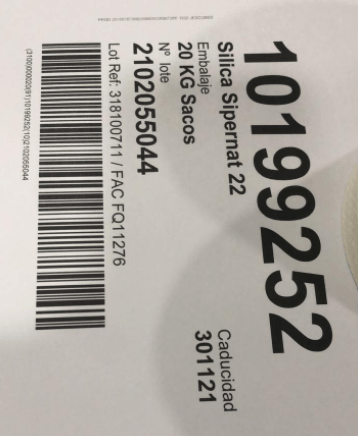 10199252
Silica Sipernat 22
Embalaje
20 KG Sacos
Caducidad
301121
Nº lote
2102055044
Lot Ref: 318100711 / FAC FQ11276